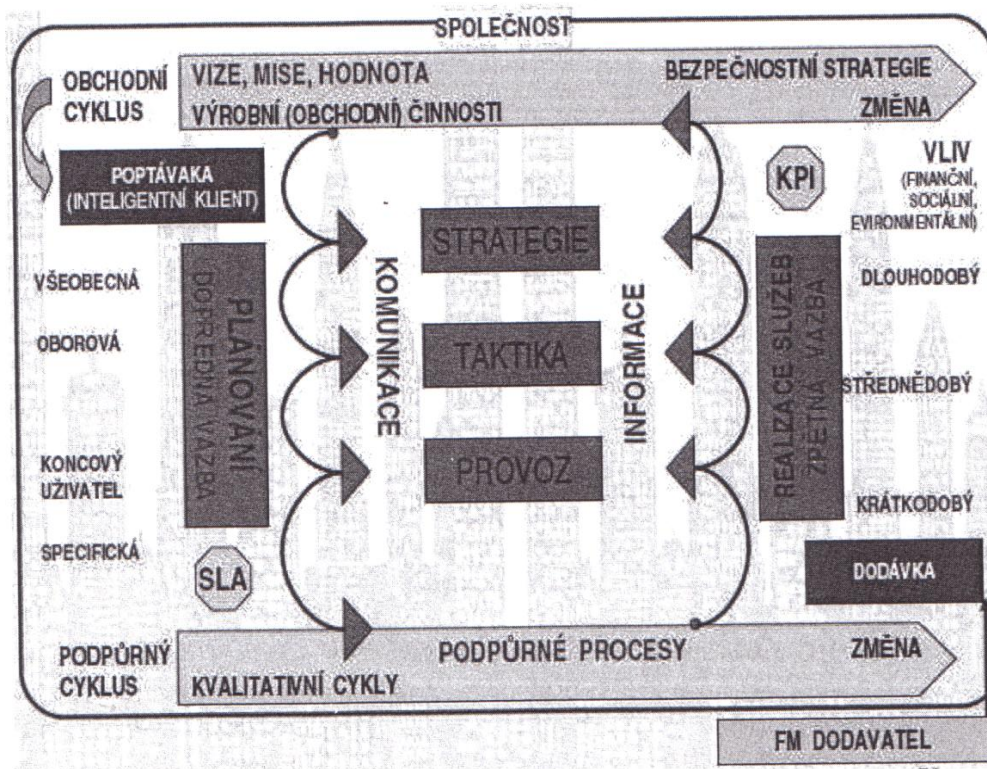 SPOLEČNOST
OBCHODNÍ
CYKLUS
VIZE, MISE, HODNOTA
VÝROBNÍ (OBCHODNÍ) ČINNOSTI
BEZPEČNOSTNÍ STRATEGIE
ZMĚNA
POPTÁVAKA
(INTELIGENTNÍ KLIENT)
KPI
VLIV
(FINANČNÍ,
SOCIÁLNÍ,
EVIRONMENTÁLNÍ)
VŠEOBECNÁ
OBOROVÁ
KONCOVÝ
UŽIVATEL
SPECIFICKÁ
PLÁNOVÁNÍ
DOPŘEDNÁ VAZBA
SLA
KOMUNIKACE
STRATEGIE
TAKTIKA
PROVOZ
INFORMACE
REALIZACE SLUŽEB
ZPĚTNÁ VAZBA
DLOUHODOBÝ
STŘEDNĚDOBÝ
KRÁTKODOBÝ
DODÁVKA
PODPŮRNÝ
CYKLUS
PODPŮRNÉ PROCESY
KVALITATIVNÍ CYKLY
ZMĚNA
FM DODAVATEL